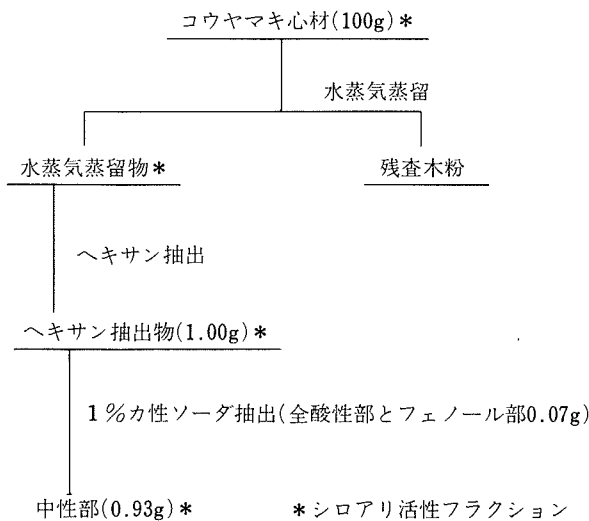 コウヤマキ心材(100g)*
水蒸気蒸留
水蒸気蒸留物*
残査木粉
ヘキサン抽出
ヘキサン抽出物(1.00g)*
1%カ性ソーダ抽出(全酸性部とフェノール部0.07g)
中性部(0.93g)*
*シロアリ活性フラクション